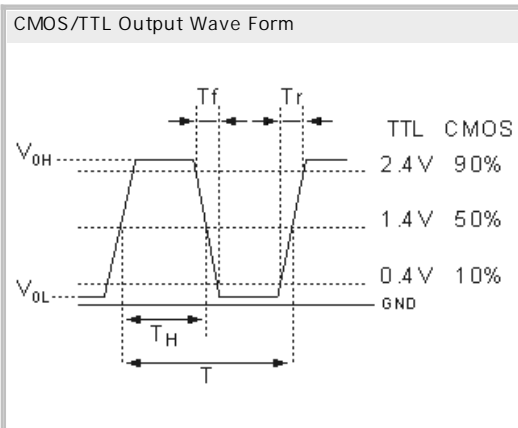 CMOS/TTL Output Wave Form
Tf Tr
TTL CMOS
V0H 2.4V 90%
1.4V 50%
0.4V 10%
V0L GND
TH
T